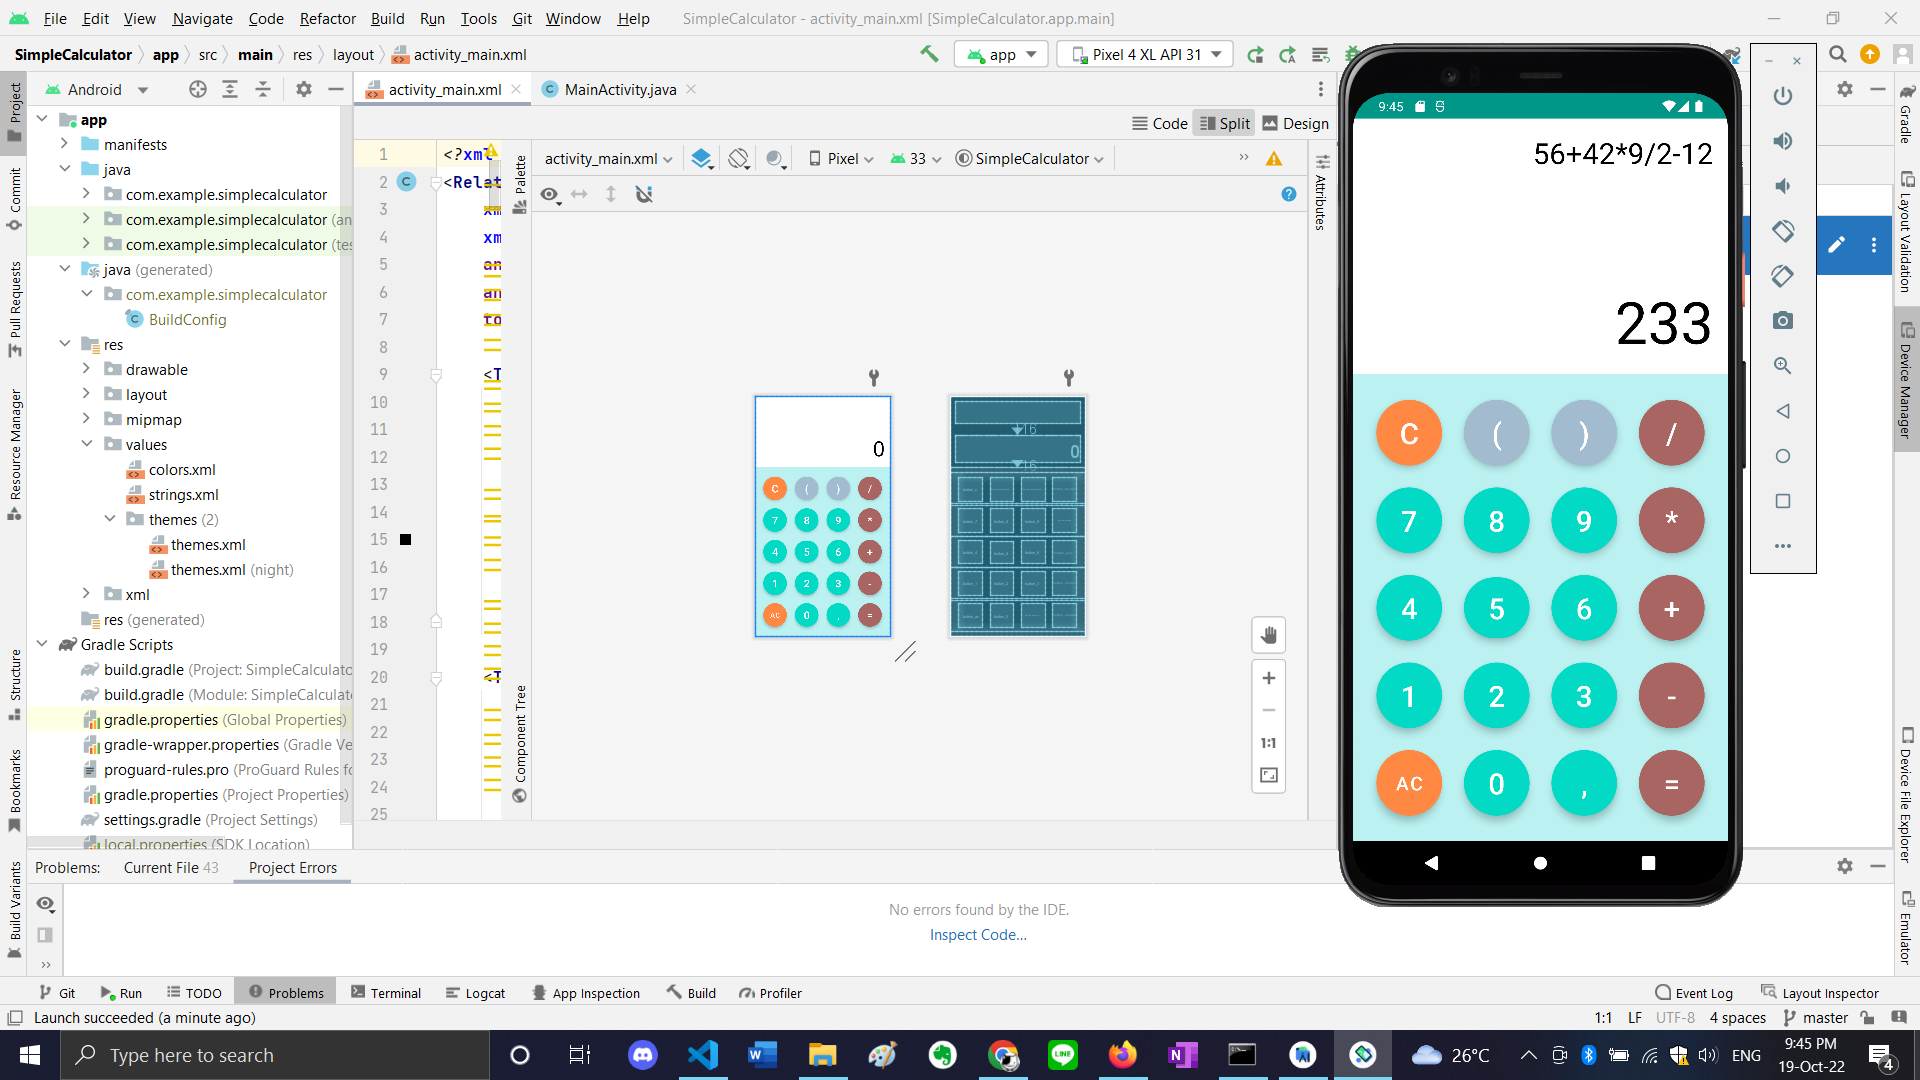 File Edit View Navigate Code Refactor Build Run Tools Git Window Help SimpleCalculator - activity_main.xml [SimpleCalculator.app.main]
SimpleCalculator app src main res layout activity_main.xml
app Pixel 4 XL API 31
Android
activity_main.xml MainActivity.java
Code Split Design
activity_main.xml Pixel 33 SimpleCalculator
Project
Commit
Pull Requests
Resource Manager
Structure
Bookmarks
Build Variants
app
manifests
java
com.example.simplecalculator
com.example.simplecalculator (an
com.example.simplecalculator (tes
java (generated)
com.example.simplecalculator
BuildConfig
res
drawable
layout
mipmap
values
colors.xml
strings.xml
themes (2)
themes.xml
themes.xml (night)
xml
res (generated)
Gradle Scripts
build.gradle (Project: SimpleCalculato
build.gradle (Module: SimpleCalculat
gradle.properties (Global Properties)
gradle-wrapper.properties (Gradle Ve
proguard-rules.pro (ProGuard Rules fo
gradle.properties (Project Properties)
settings.gradle (Project Settings)
local.properties (SDK Location)
1 <?xml
2 <Relat
3 xm
4 xm
5 an
6 an
7 to
8
9 <T
10
11
12
13
14
15
16
17
18
19
20 <T
21
22
23
24
25
Palette
Component Tree
Attributes
0
C ( ) /
7 8 9 *
4 5 6 +
1 2 3 -
AC 0 , =
16
0
16
1:1
9:45
56+42*9/2-12
233
C ( ) /
7 8 9 *
4 5 6 +
1 2 3 -
AC 0 , =
Gradle
Layout Validation
Device Manager
Device File Explorer
Emulator
Problems: Current File 43 Project Errors
No errors found by the IDE.
Inspect Code...
Git Run TODO Problems Terminal Logcat App Inspection Build Profiler Event Log Layout Inspector
Launch succeeded (a minute ago) 1:1 LF UTF-8 4 spaces master
Type here to search
26°C ENG
9:45 PM
19-Oct-22
4